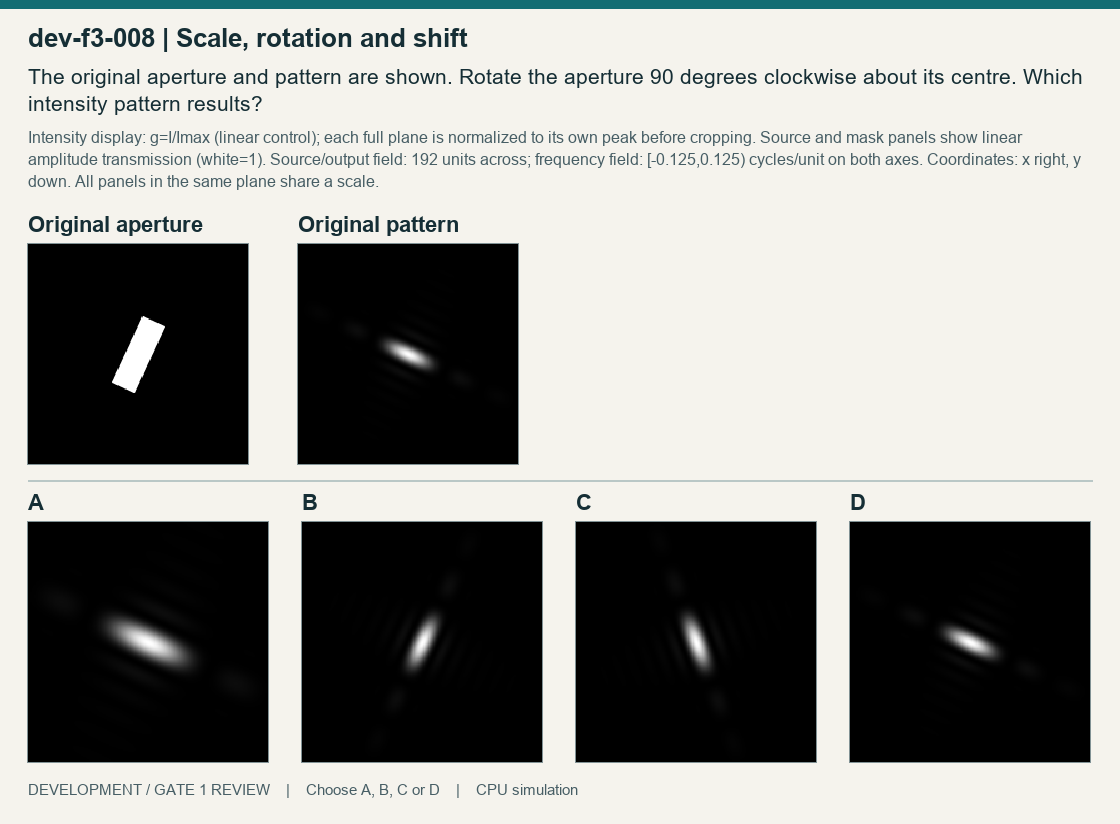 dev-f3-008 | Scale, rotation and shift
The original aperture and pattern are shown. Rotate the aperture 90 degrees clockwise about its centre. Which
intensity pattern results?
Intensity display: g=I/Imax (linear control); each full plane is normalized to its own peak before cropping. Source and mask panels show linear
amplitude transmission (white=1). Source/output field: 192 units across; frequency field: [-0.125,0.125) cycles/unit on both axes. Coordinates: x right, y
down. All panels in the same plane share a scale.
Original aperture
Original pattern
A
B
C
D
DEVELOPMENT / GATE 1 REVIEW | Choose A, B, C or D | CPU simulation